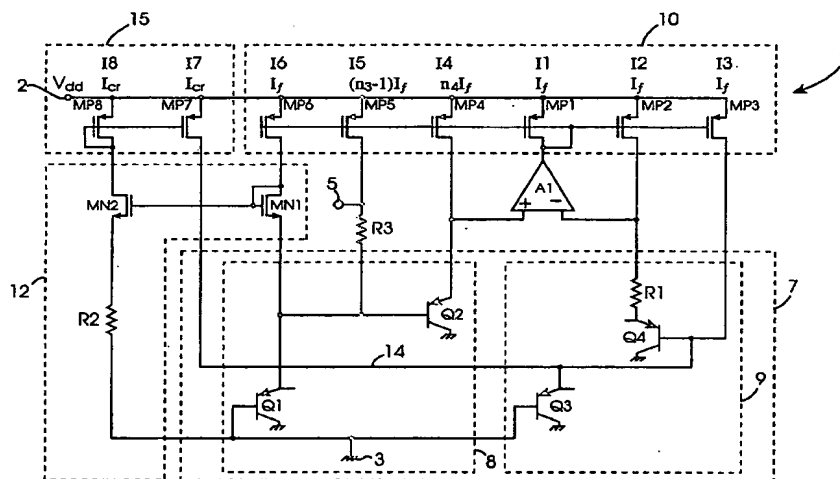 15
10
I8 I7 I6 I5 I4 I1 I2 I3
2 Vdd Icr Icr If (n3-1)If n4If If If If
MP8 MP7 MP6 MP5 MP4 MP1 MP2 MP3
A1
+ −
5
MN2 MN1
R3
12
R1
7
R2
Q2
Q4
14
9
Q1 Q3
3
8